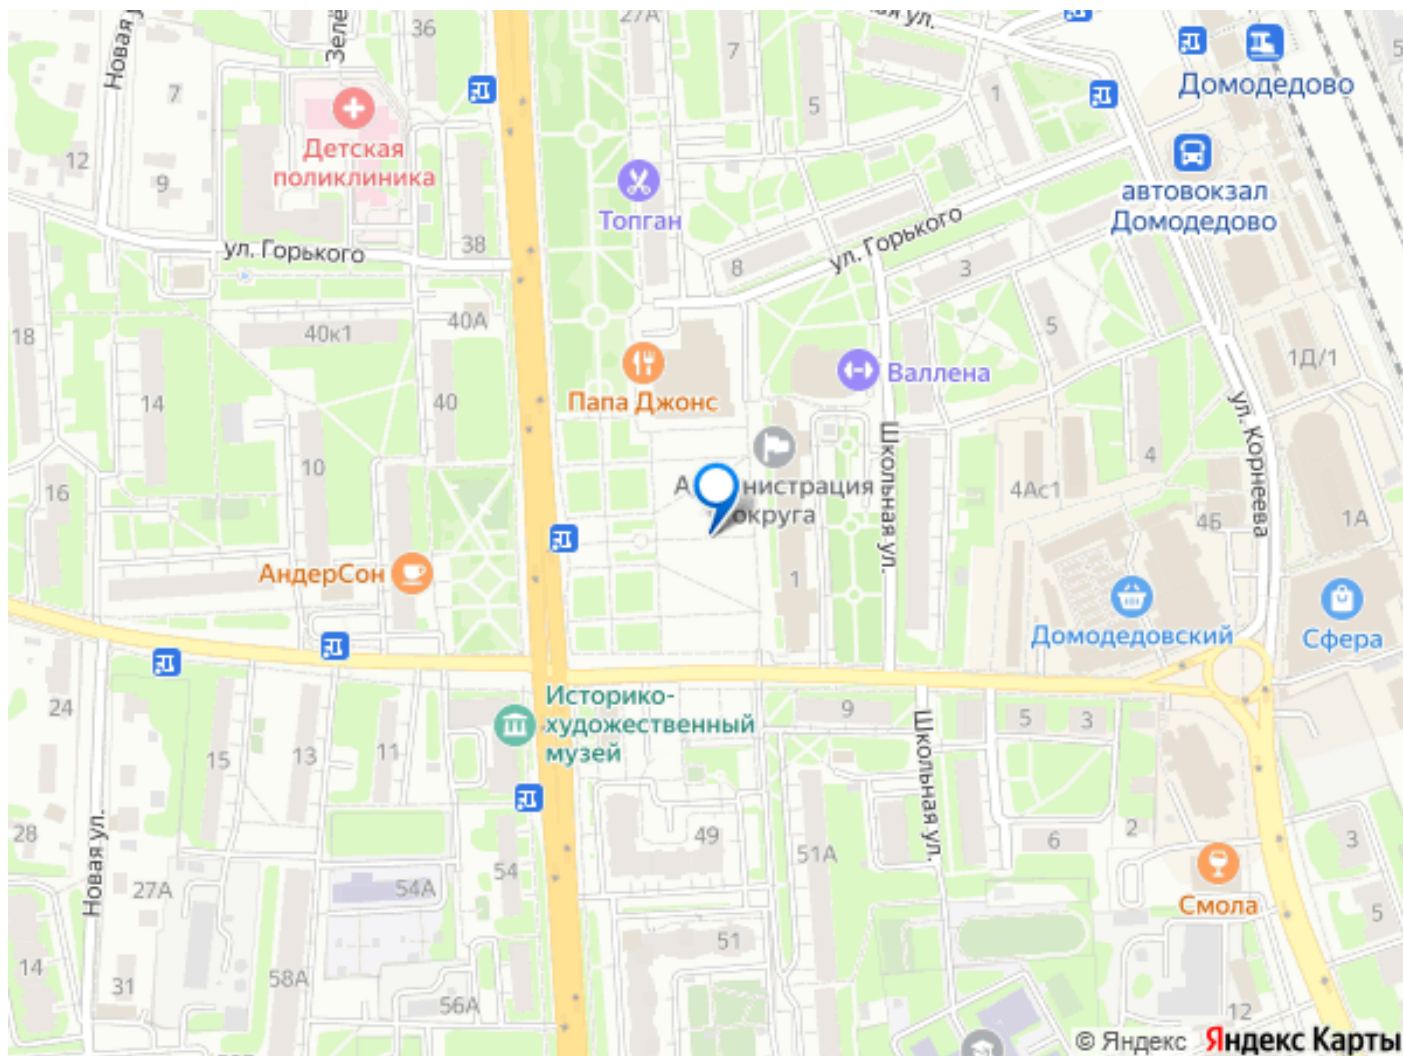 Новая у
36
Зелё
27А
ая ул.
7
7
5
1
Домодедово
5
Детская
поликлиника
12
9
Топган
автовокзал
Домодедово
ул. Горького
38
ул. Горького
8
3
18
40к1
40А
5
1Д/1
14
40
Папа Джонс
Валлена
ул. Корнеева
10
Школьная ул.
4
16
А
нистрация
округа
4Ас1
4Б
1А
АндерСон
1
Домодедовский
Сфера
24
Историко-
художественный
музей
9
5
3
15
13
11
Школьная ул.
28
Новая ул.
49
51А
6
2
3
27А
54А
54
Смола
5
14
31
58А
56А
51
12
© Яндекс Яндекс Карты